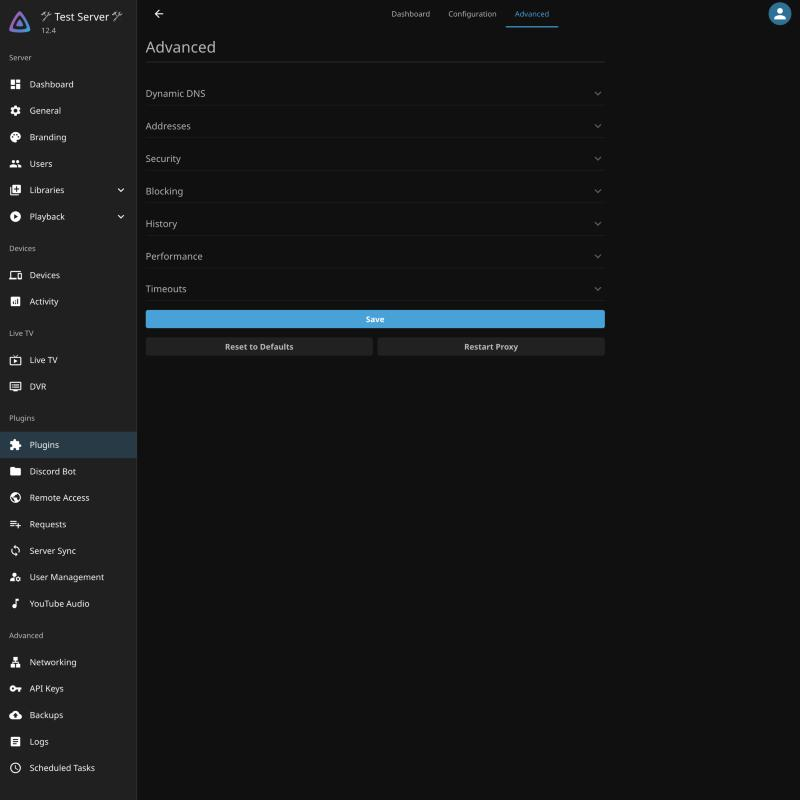 Test Server
12.4
Server
Dashboard
General
Branding
Users
Libraries
Playback
Devices
Devices
Activity
Live TV
Live TV
DVR
Plugins
Plugins
Discord Bot
Remote Access
Requests
Server Sync
User Management
YouTube Audio
Advanced
Networking
API Keys
Backups
Logs
Scheduled Tasks
Dashboard Configuration Advanced
Advanced
Dynamic DNS
Addresses
Security
Blocking
History
Performance
Timeouts
Save
Reset to Defaults Restart Proxy